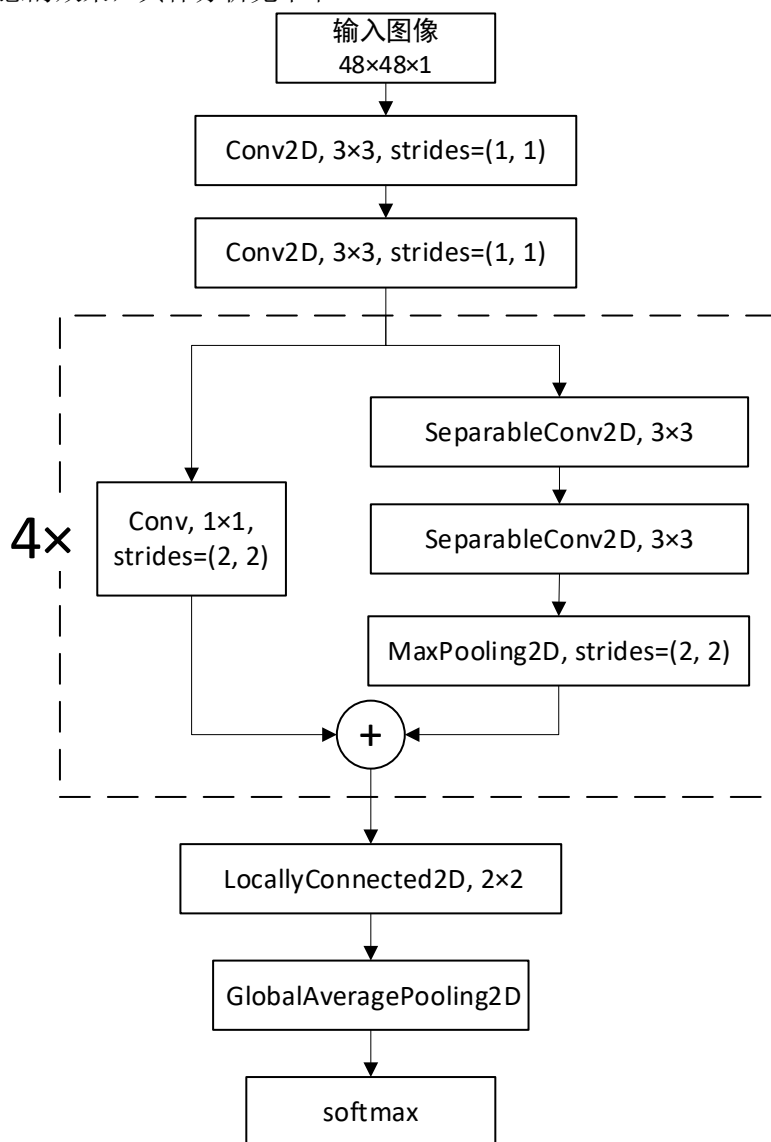 输入图像
48×48×1
Conv2D, 3×3, strides=(1, 1)
Conv2D, 3×3, strides=(1, 1)
SeparableConv2D, 3×3
4×
Conv, 1×1,
strides=(2, 2)
SeparableConv2D, 3×3
MaxPooling2D, strides=(2, 2)
+
LocallyConnected2D, 2×2
GlobalAveragePooling2D
softmax